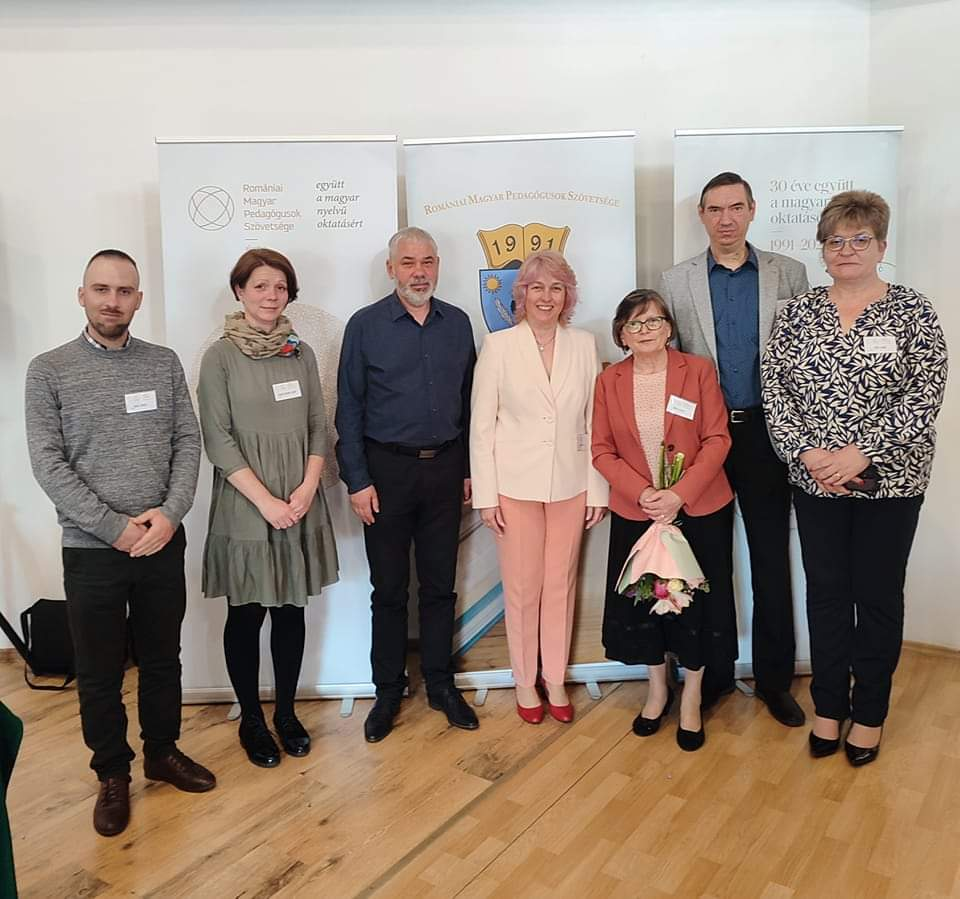 Romániai
Magyar
Pedagógusok
Szövetsége
együtt
a magyar
nyelvű
oktatásért
ROMÁNIAI MAGYAR PEDAGÓGUSOK SZÖVETSÉGE
1991
30 éve együtt
a magyar
oktatás
1991-20